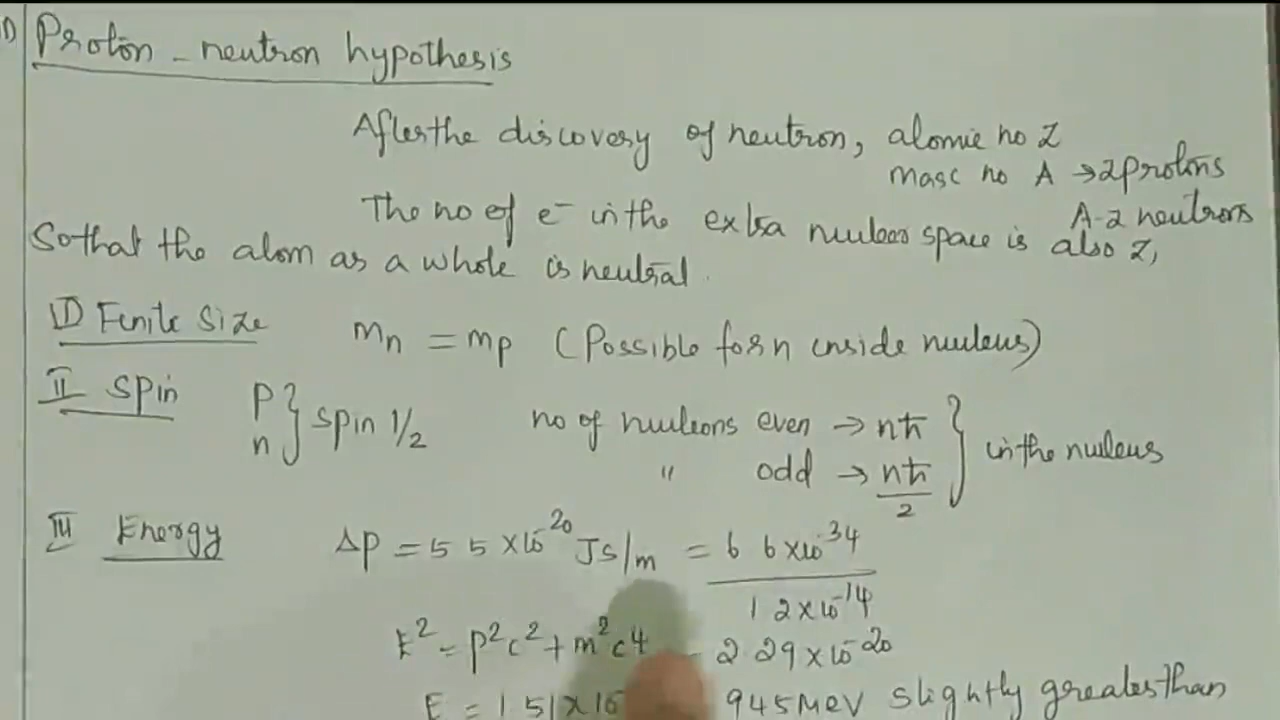 1) Proton - neutron hypothesis
After the discovery of neutron, atomic no Z
masc no A → 2 Protons
The no of e⁻ in the extra nucleor space is also Z,
A-2 neutrons
So that the atom as a whole is neutral.
I) Finite Size mn = mp (Possible for n inside nucleus)
II Spin P n } spin 1/2 no of nucleons even → nħ
" odd → nħ/2 } in the nucleus
III Energy Δp = 5 5 × 10⁻²⁰ Js/m = 6 6×10⁻³⁴
1 2×10⁻¹⁴
E² = p²c² + m²c⁴ = 2 29×10⁻²⁰
E = 1 51×10 945 MeV slightly greater than